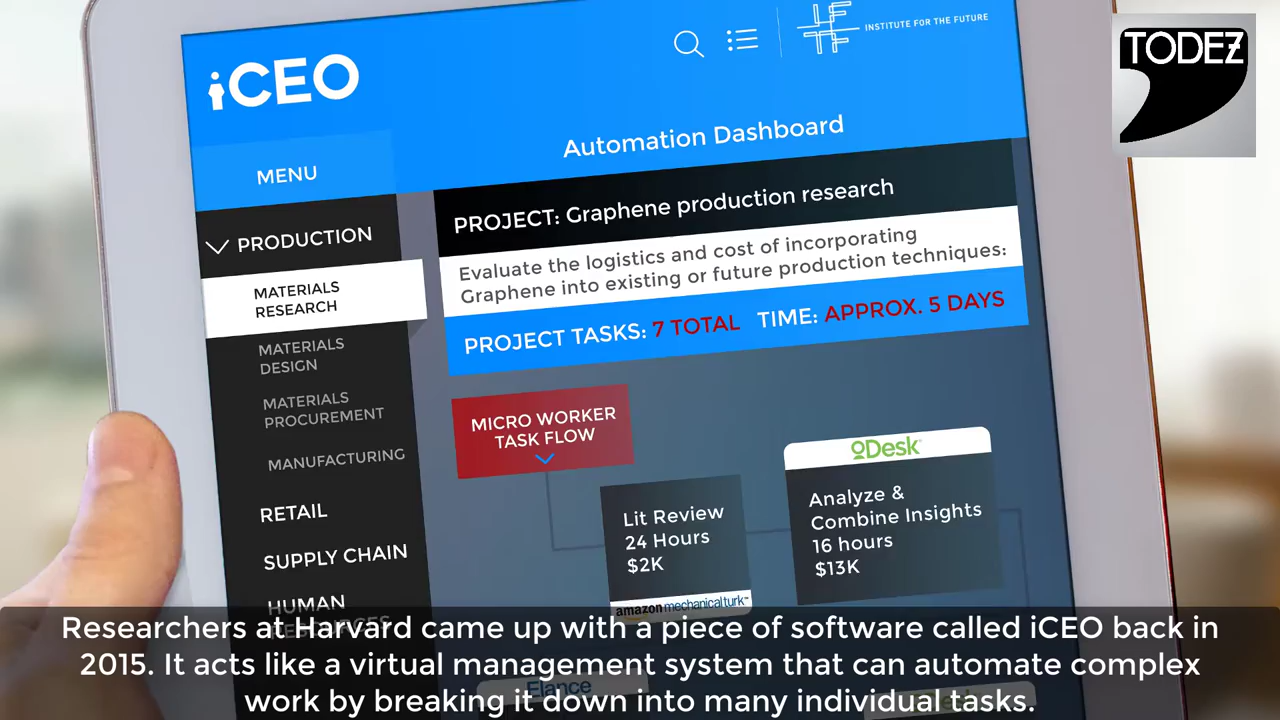 iCEO
INSTITUTE FOR THE FUTURE
TODEZ
Automation Dashboard
MENU
PRODUCTION
MATERIALS
RESEARCH
MATERIALS
DESIGN
MATERIALS
PROCUREMENT
MANUFACTURING
RETAIL
SUPPLY CHAIN
HUMAN
RESOURCES
PROJECT: Graphene production research
Evaluate the logistics and cost of incorporating
Graphene into existing or future production techniques:
PROJECT TASKS: 7 TOTAL TIME: APPROX. 5 DAYS
MICRO WORKER
TASK FLOW
Lit Review
24 Hours
$2K
amazon mechanical turk™
oDesk
Analyze &
Combine Insights
16 hours
$13K
Elance
Researchers at Harvard came up with a piece of software called iCEO back in
2015. It acts like a virtual management system that can automate complex
work by breaking it down into many individual tasks.